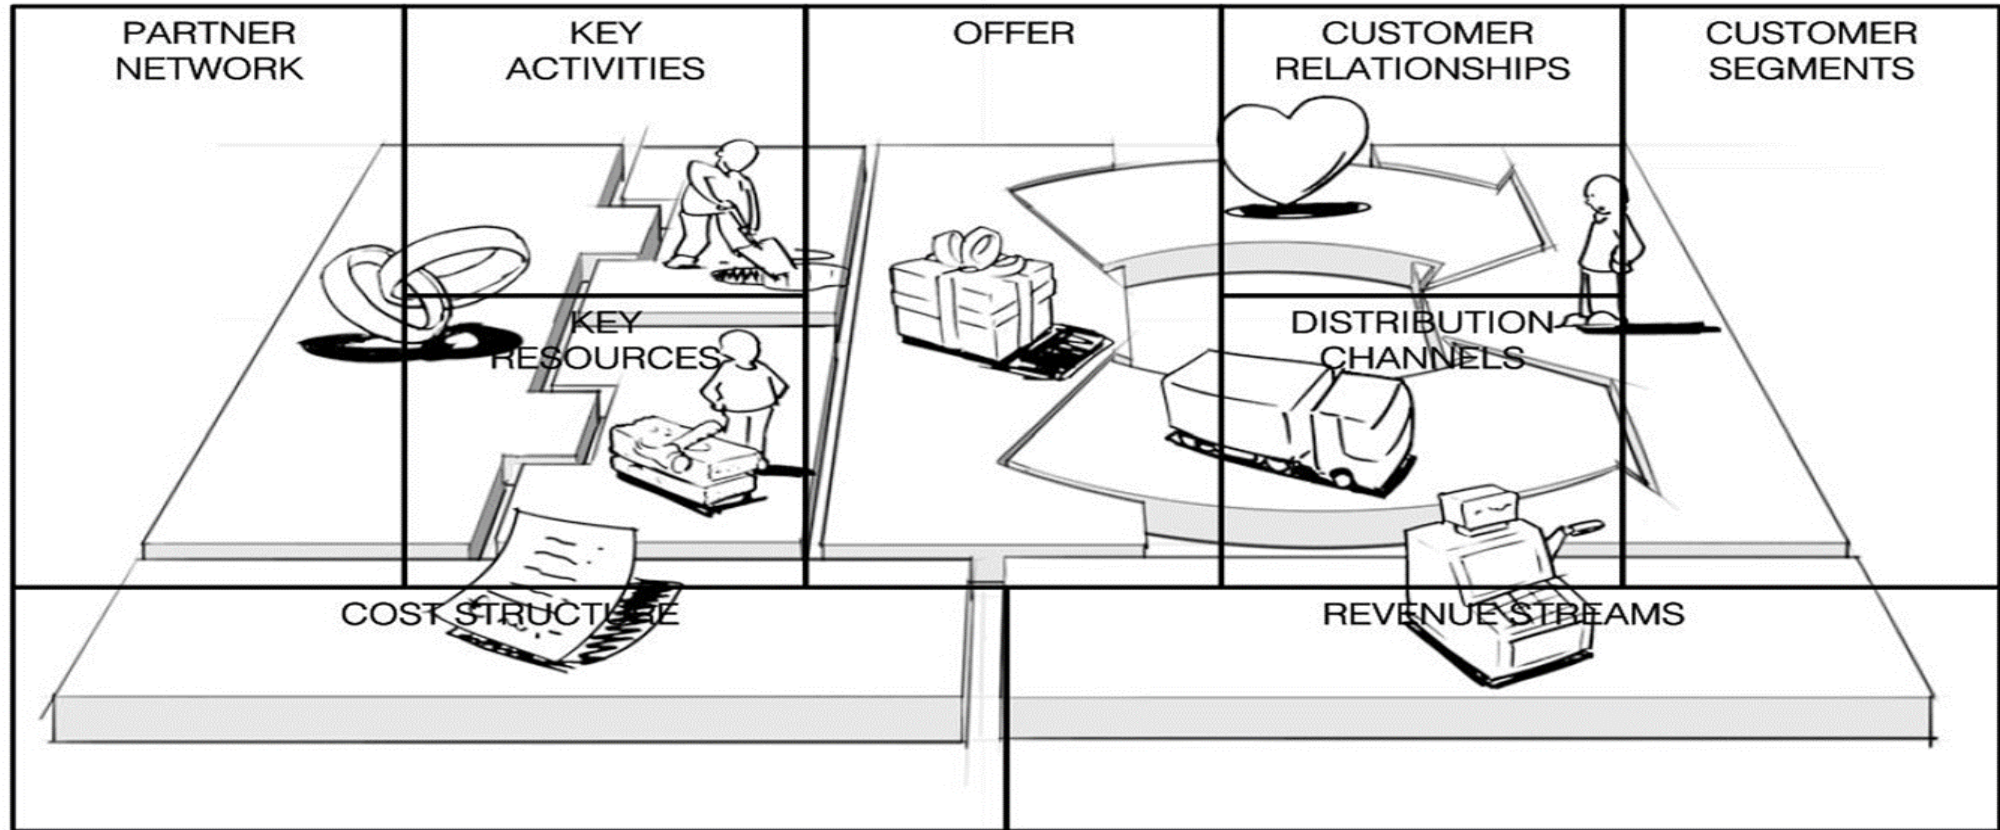 PARTNER
NETWORK
KEY
ACTIVITIES
OFFER
CUSTOMER
RELATIONSHIPS
CUSTOMER
SEGMENTS
KEY
RESOURCES
DISTRIBUTION
CHANNELS
COST STRUCTURE
REVENUE STREAMS